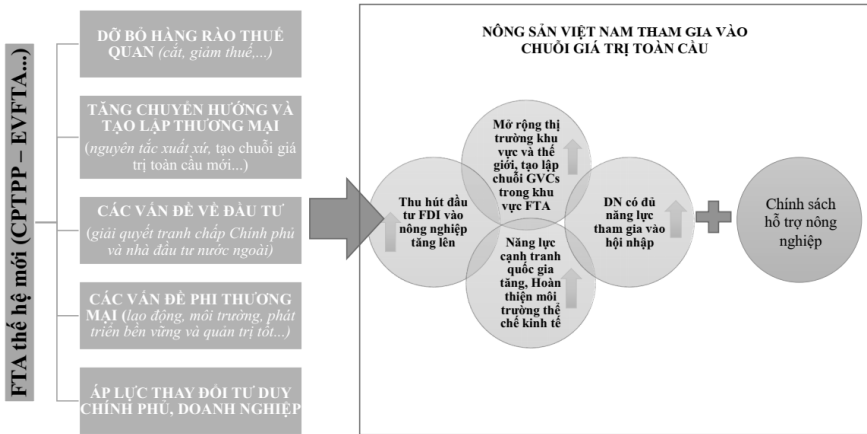 FTA thế hệ mới (CPTPP – EVFTA...)
DỠ BỎ HÀNG RÀO THUẾ
QUAN (cắt, giảm thuế,...)
TĂNG CHUYỂN HƯỚNG VÀ
TẠO LẬP THƯƠNG MẠI
(nguyên tắc xuất xứ, tạo chuỗi giá
trị toàn cầu mới...)
CÁC VẤN ĐỀ VỀ ĐẦU TƯ
(giải quyết tranh chấp Chính phủ
và nhà đầu tư nước ngoài)
CÁC VẤN ĐỀ PHI THƯƠNG
MẠI (lao động, môi trường, phát
triển bền vững và quản trị tốt...)
ÁP LỰC THAY ĐỔI TƯ DUY
CHÍNH PHỦ, DOANH NGHIỆP
NÔNG SẢN VIỆT NAM THAM GIA VÀO
CHUỖI GIÁ TRỊ TOÀN CẦU
Thu hút đầu
tư FDI vào
nông nghiệp
tăng lên
Mở rộng thị
trường khu
vực và thế
giới, tạo lập
chuỗi GVCs
trong khu
vực FTA
Năng lực
cạnh tranh
quốc gia
tăng, Hoàn
thiện môi
trường thể
chế kinh tế
DN có đủ
năng lực
tham gia vào
hội nhập
Chính sách
hỗ trợ nông
nghiệp